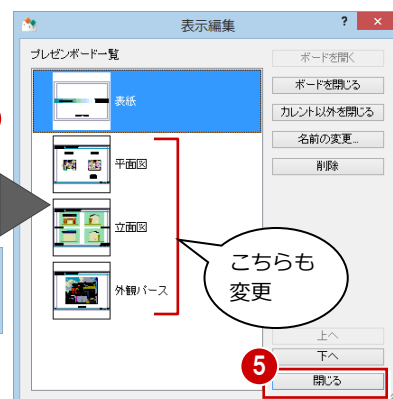 表示編集
? ×
プレゼンボード一覧
表紙
平面図
立面図
外観パース
ボードを開く
ボードを閉じる
カレント以外を閉じる
名前の変更...
削除
こちらも
変更
上へ
下へ
5
閉じる